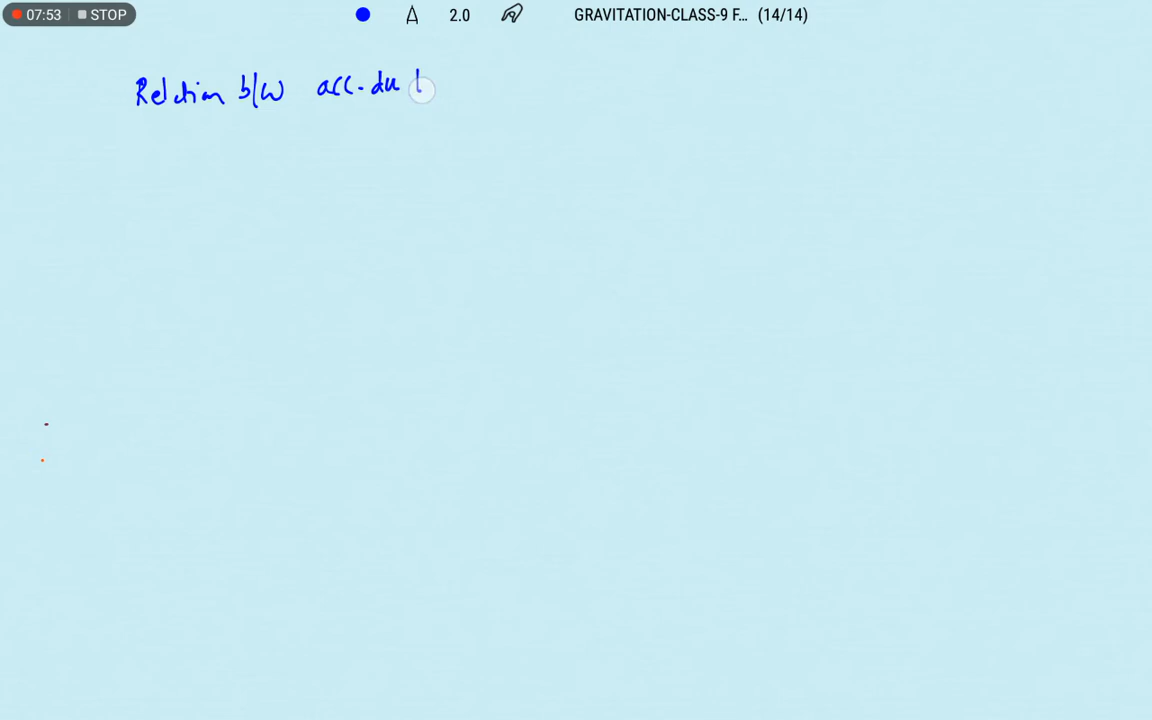 07:53 STOP 2.0 GRAVITATION-CLASS-9 F... (14/14)
Relation b/w acc. du t